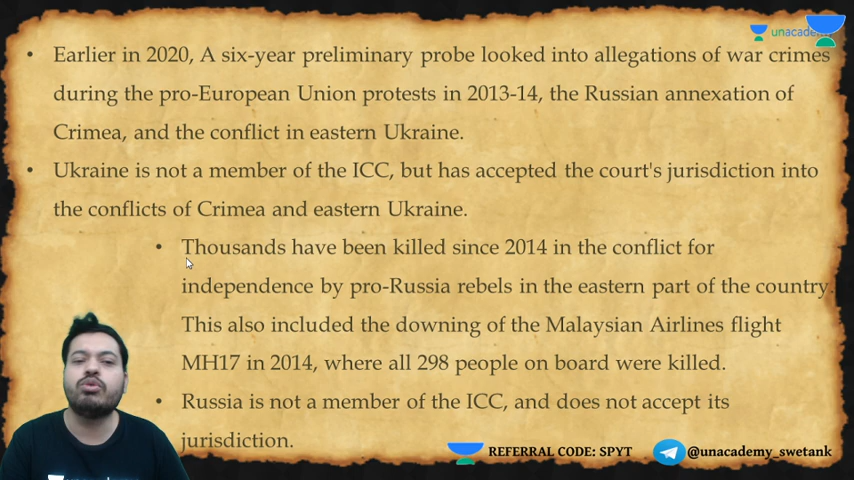 unacademy
Earlier in 2020, A six-year preliminary probe looked into allegations of war crimes
during the pro-European Union protests in 2013-14, the Russian annexation of
Crimea, and the conflict in eastern Ukraine.
Ukraine is not a member of the ICC, but has accepted the court's jurisdiction into
the conflicts of Crimea and eastern Ukraine.
Thousands have been killed since 2014 in the conflict for
independence by pro-Russia rebels in the eastern part of the country.
This also included the downing of the Malaysian Airlines flight
MH17 in 2014, where all 298 people on board were killed.
Russia is not a member of the ICC, and does not accept its
jurisdiction.
REFERRAL CODE: SPYT
@unacademy_swetank